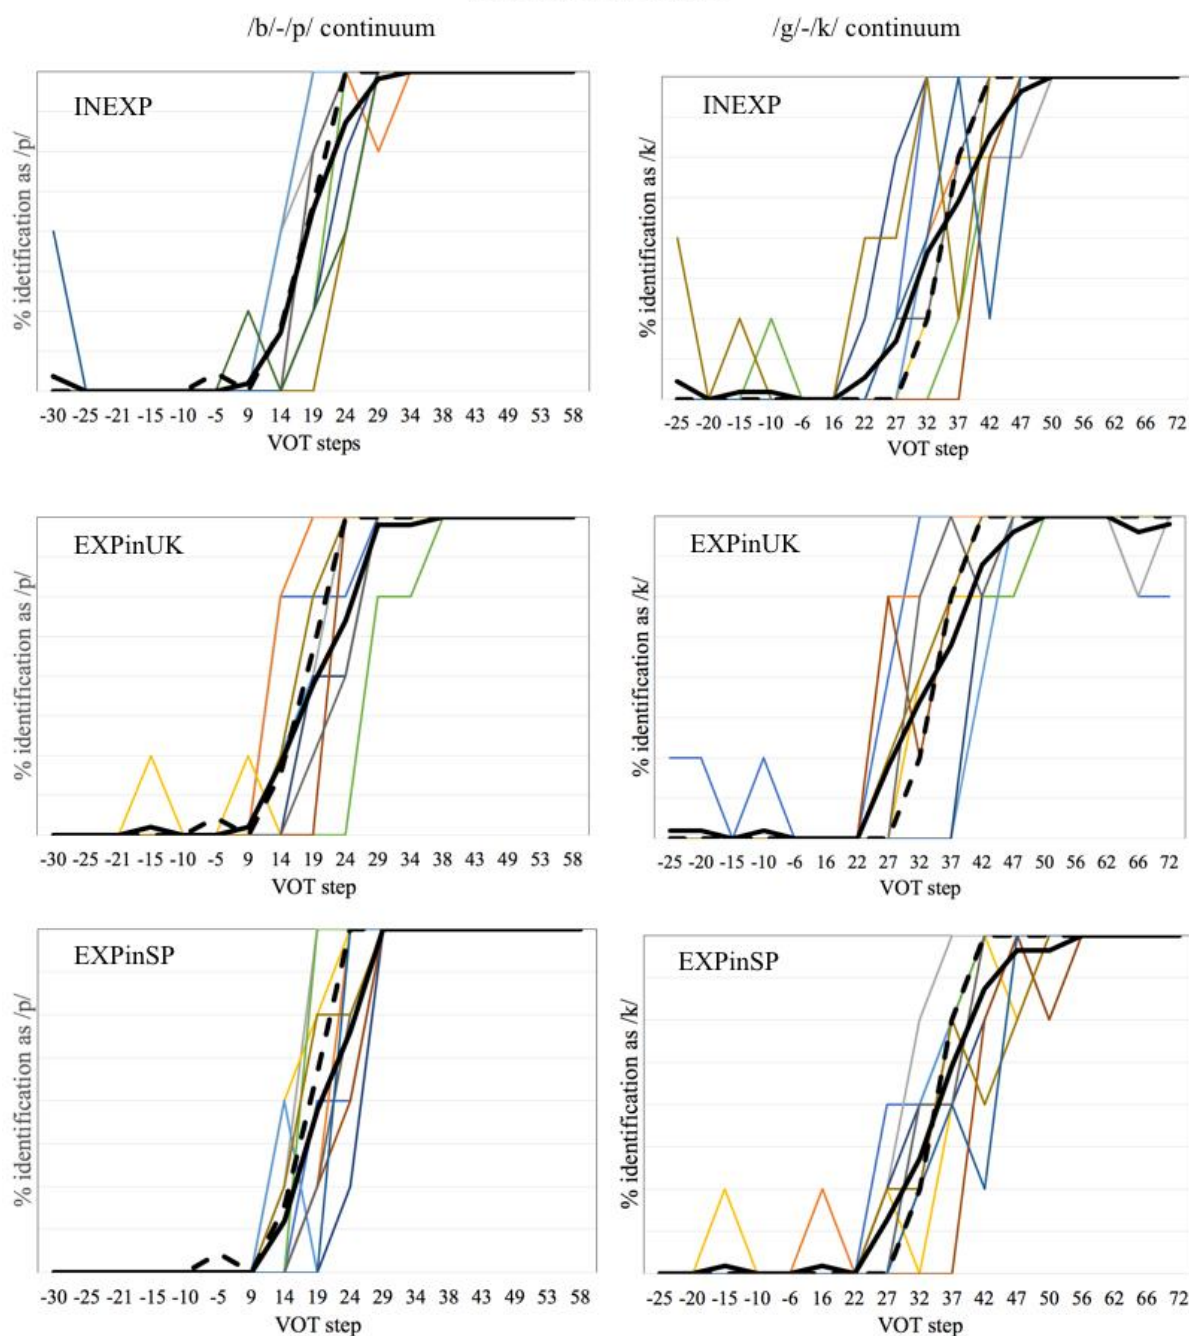 /b/-/p/ continuum
/g/-/k/ continuum
INEXP
% idetification as /p/
-30 -25 -21 -15 -10 -5 9 14 19 24 29 34 38 49 53 58
VOT steps
INEXP
% identification as /k/
-25 -20 -15 -10 -6 16 22 27 32 37 42 47 50 56 62 66 72
VOT step
EXPinUK
% identification as /p/
-30 -25 -21 -15 -10 -5 9 14 19 24 29 34 38 49 53 58
VOT step
EXPinUK
% identification as /k/
-25 -20 -15 -10 -6 16 22 27 32 37 42 47 50 56 62 66 72
VOT step
EXPinSP
% identification as /p/
-30 -25 -21 -15 -10 -5 9 14 19 24 29 34 38 49 53 58
VOT step
EXPinSP
% identification as /k/
-25 -20 -15 -10 -6 16 22 27 32 37 42 47 50 56 62 66 72
VOT step